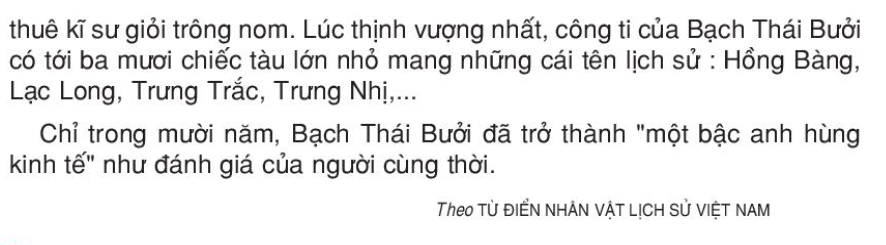 thuê kĩ sư giỏi trông nom. Lúc thịnh vượng nhất, công ti của Bạch Thái Bưởi
có tới ba mươi chiếc tàu lớn nhỏ mang những cái tên lịch sử : Hồng Bàng,
Lạc Long, Trưng Trắc, Trưng Nhị,...
Chỉ trong mười năm, Bạch Thái Bưởi đã trở thành "một bậc anh hùng
kinh tế" như đánh giá của người cùng thời.
Theo TỪ ĐIỂN NHÂN VẬT LỊCH SỬ VIỆT NAM